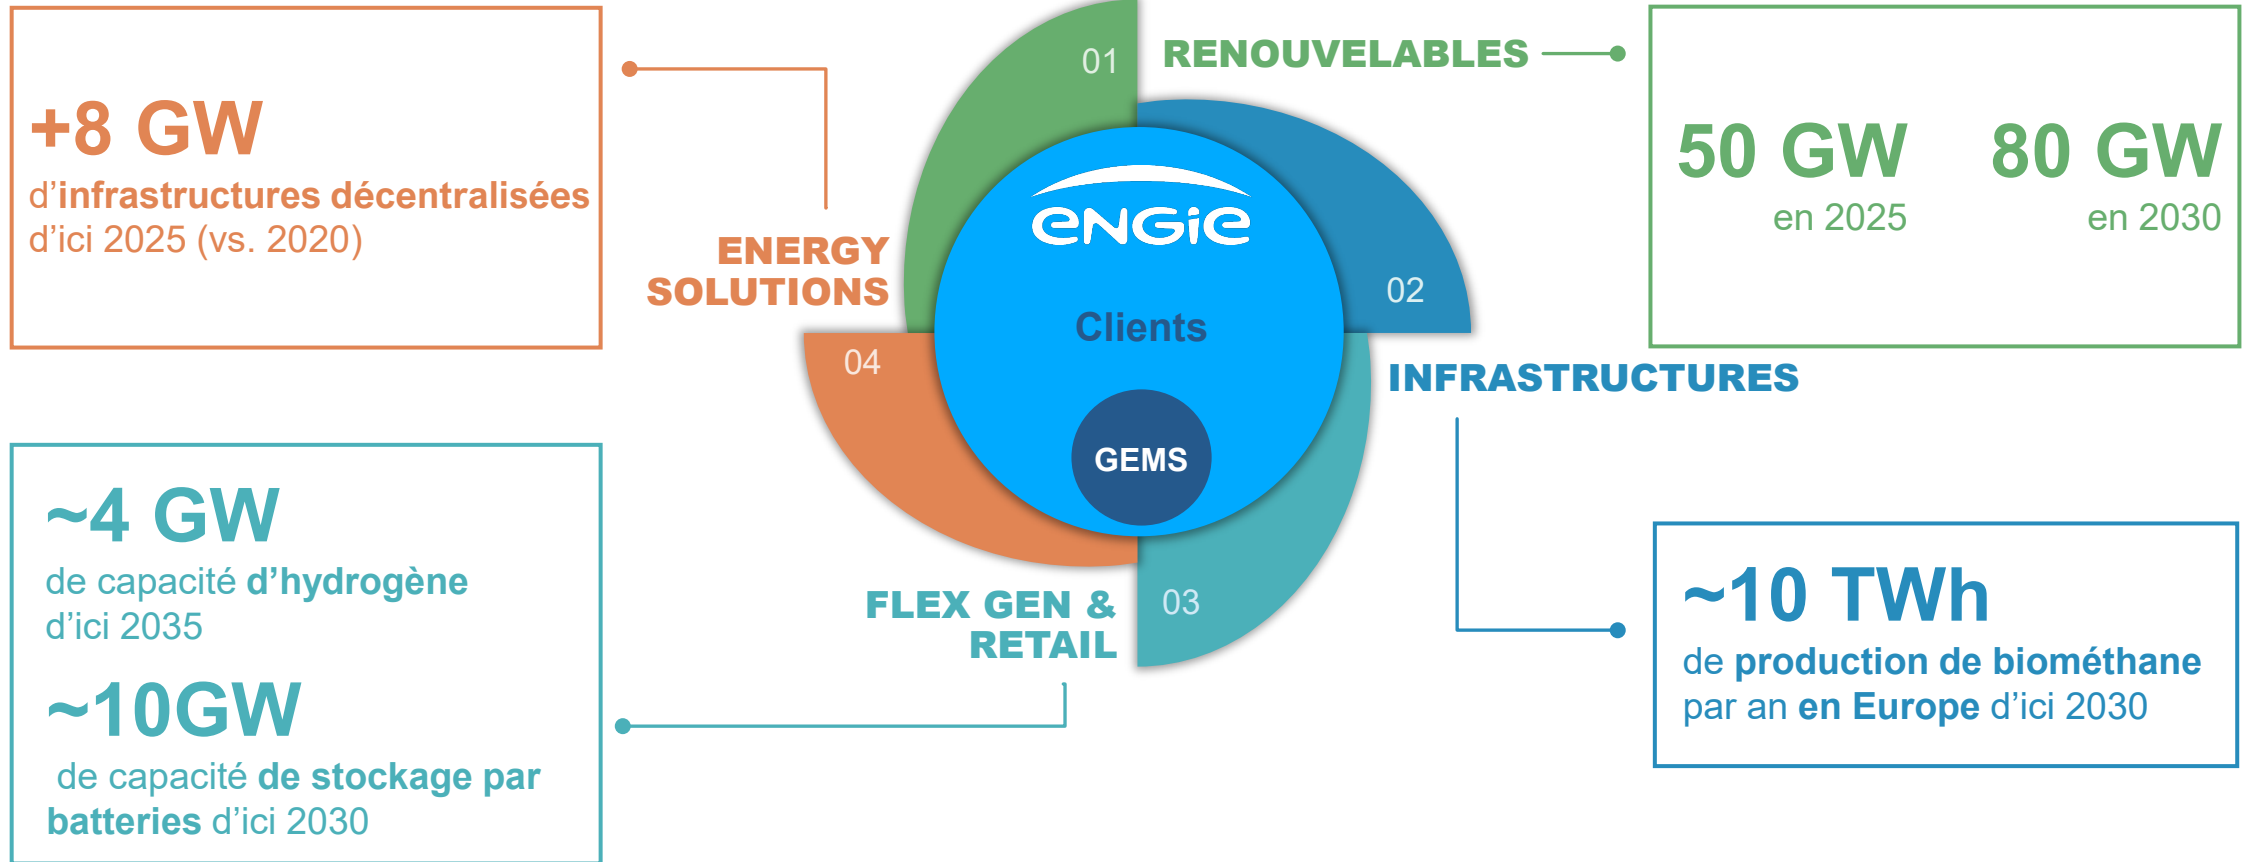 +8 GW
d’infrastructures décentralisées
d’ici 2025 (vs. 2020)
ENERGY
SOLUTIONS
01
RENOUVELABLES
50 GW
en 2025
80 GW
en 2030
02
INFRASTRUCTURES
~10 TWh
de production de biométhane
par an en Europe d’ici 2030
03
FLEX GEN &
RETAIL
~4 GW
de capacité d’hydrogène
d’ici 2035
~10GW
de capacité de stockage par
batteries d’ici 2030
04
ENGIE
Clients
GEMS